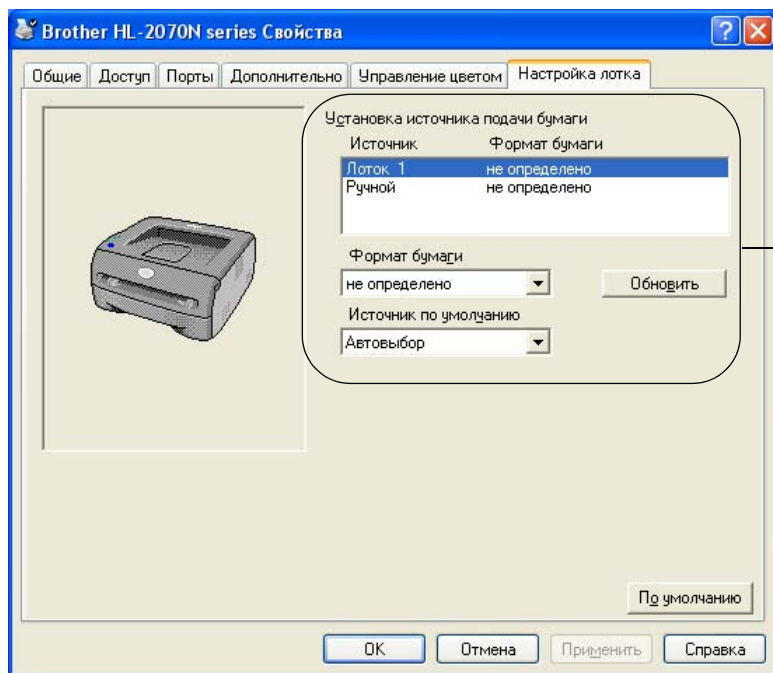 Brother HL-2070N series Свойства
Общие Доступ Порты Дополнительно Управление цветом Настройка лотка
Установка источника подачи бумаги
Источник Формат бумаги
Лоток 1 не определено
Ручной не определено
Формат бумаги
не определено Обновить
Источник по умолчанию
Автовыбор
По умолчанию
OK Отмена Применить Справка